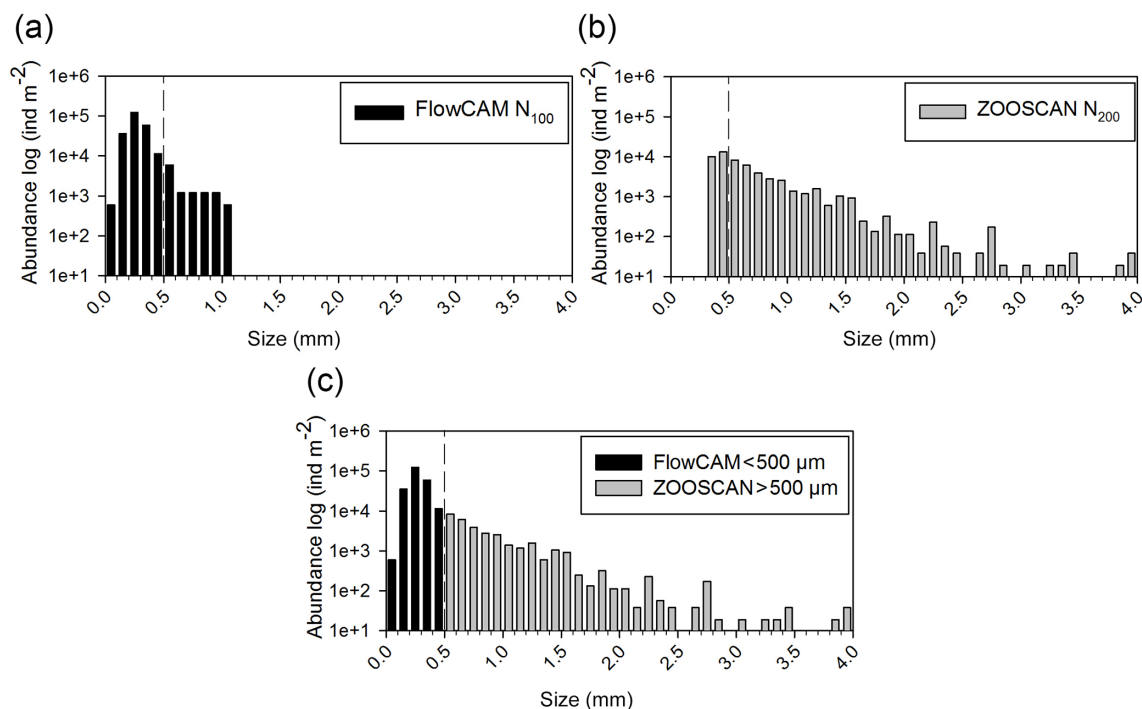 (a)
Abundance log (ind m-2)
1e+6
1e+5
1e+4
1e+3
1e+2
1e+1
FlowCAM N100
0.0 0.5 1.0 1.5 2.0 2.5 3.0 3.5 4.0
Size (mm)
(b)
Abundance log (ind m-2)
1e+6
1e+5
1e+4
1e+3
1e+2
1e+1
ZOOSCAN N200
0.0 0.5 1.0 1.5 2.0 2.5 3.0 3.5 4.0
Size (mm)
(c)
Abundance log (ind m-2)
1e+6
1e+5
1e+4
1e+3
1e+2
1e+1
FlowCAM<500 µm
ZOOSCAN>500 µm
0.0 0.5 1.0 1.5 2.0 2.5 3.0 3.5 4.0
Size (mm)